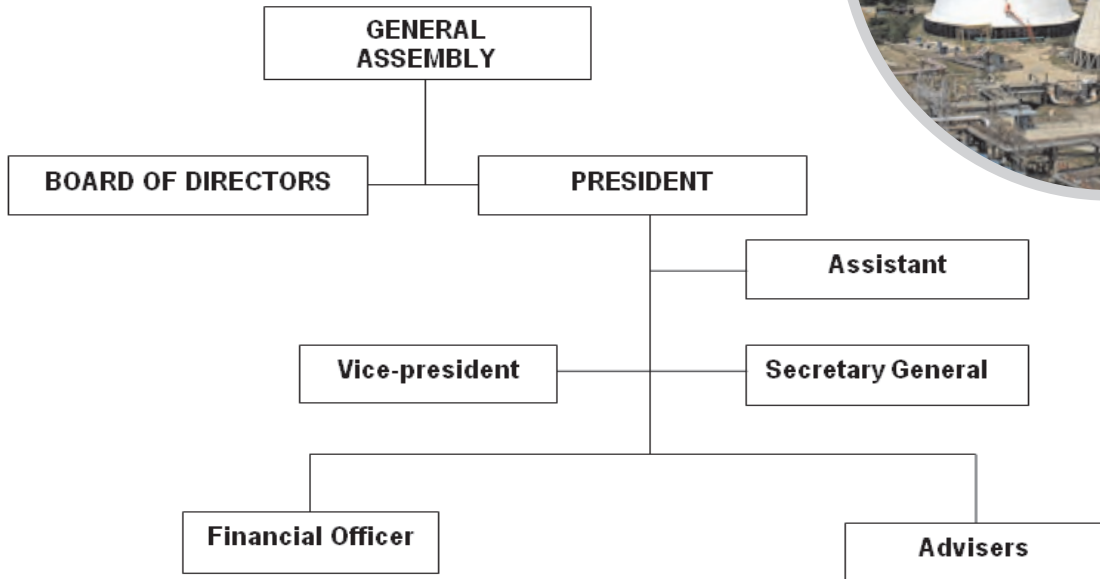 GENERAL
ASSEMBLY
BOARD OF DIRECTORS
PRESIDENT
Assistant
Vice-president
Secretary General
Financial Officer
Advisers